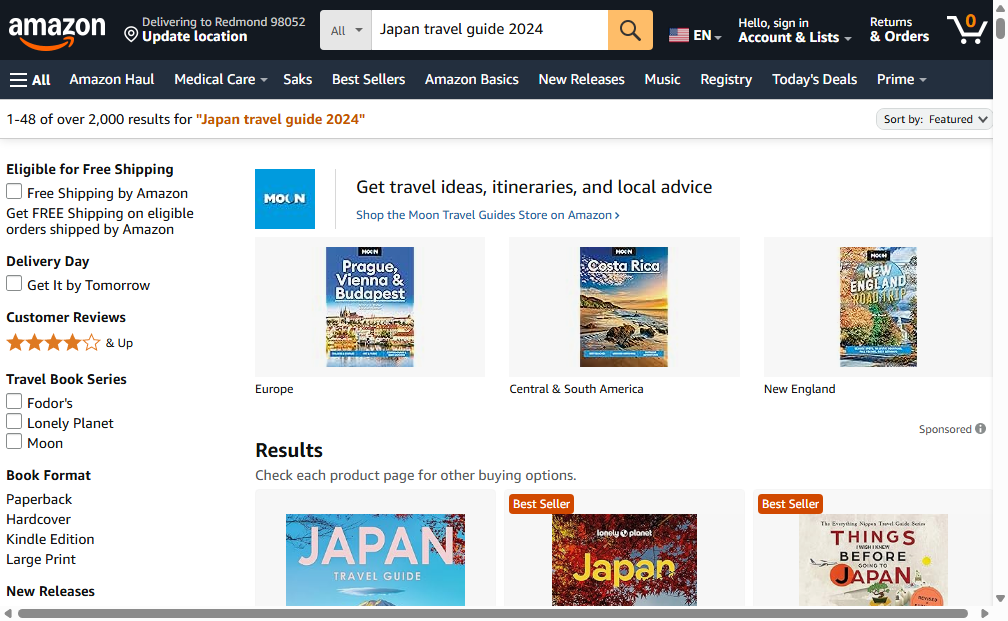 amazon
Delivering to Redmond 98052
Update location
All
Japan travel guide 2024
EN
Hello, sign in
Account & Lists
Returns
& Orders
0
All
Amazon Haul
Medical Care
Saks
Best Sellers
Amazon Basics
New Releases
Music
Registry
Today's Deals
Prime
1-48 of over 2,000 results for "Japan travel guide 2024"
Sort by: Featured
Eligible for Free Shipping
Free Shipping by Amazon
Get FREE Shipping on eligible
orders shipped by Amazon
Delivery Day
Get It by Tomorrow
Customer Reviews
& Up
Travel Book Series
Fodor's
Lonely Planet
Moon
Book Format
Paperback
Hardcover
Kindle Edition
Large Print
New Releases
MOON
Get travel ideas, itineraries, and local advice
Shop the Moon Travel Guides Store on Amazon
MOON
Prague,
Vienna &
Budapest
Europe
MOON
Costa Rica
Central & South America
MOON
NEW
ENGLAND
ROAD TRIP
New England
Sponsored
Results
Check each product page for other buying options.
JAPAN
TRAVEL GUIDE
Best Seller
lonely planet
Japan
Best Seller
The Everything Nippon Travel Guide Series
THINGS
I WISH I KNEW
BEFORE
GOING TO
JAPAN
REVISED